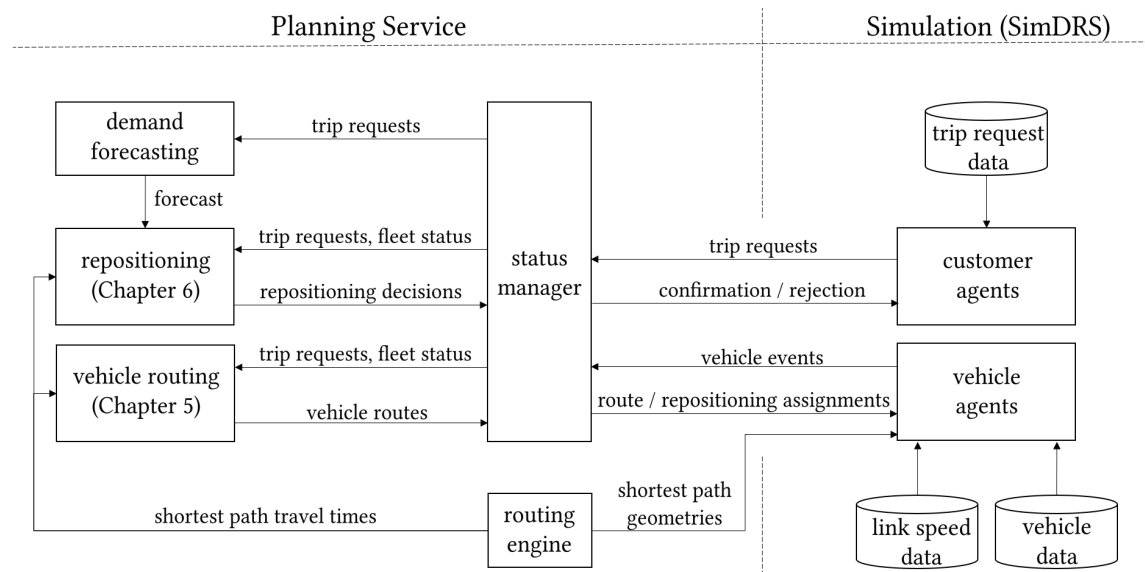 Planning Service
Simulation (SimDRS)
demand
forecasting
trip requests
trip request
data
forecast
repositioning
(Chapter 6)
trip requests, fleet status
repositioning decisions
status
manager
trip requests
confirmation / rejection
customer
agents
vehicle routing
(Chapter 5)
trip requests, fleet status
vehicle routes
vehicle events
route / repositioning assignments
vehicle
agents
shortest path travel times
routing
engine
shortest path
geometries
link speed
data
vehicle
data